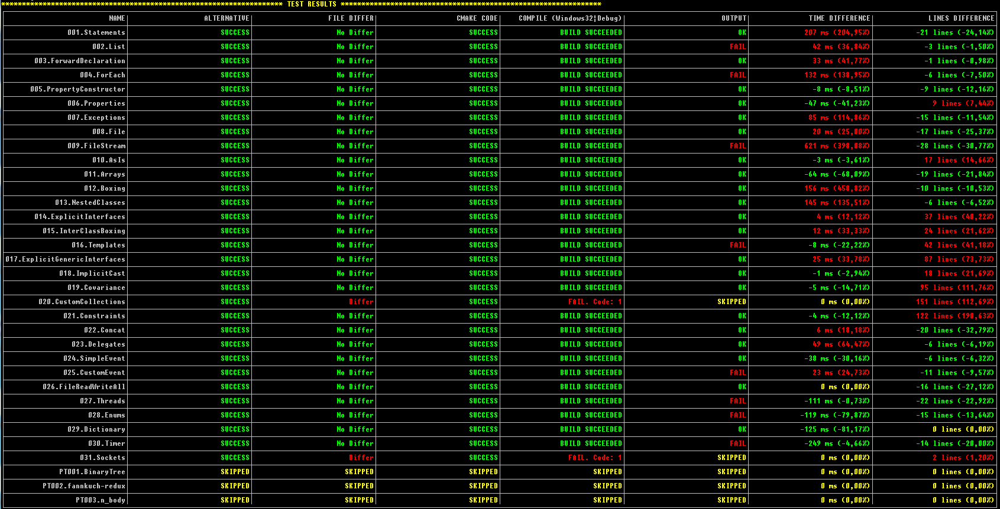 ******************************************************************** TEST RESULTS ***************************************************************
NAME ALTERNATIVE FILE DIFFER CMAKE CODE COMPILE (Windows32|Debug) OUTPUT TIME DIFFERENCE LINES DIFFERENCE
001.Statements SUCCESS No Differ SUCCESS BUILD SUCCEEDED OK 207 ms (204,95%) -21 lines (-24,14%)
002.List SUCCESS No Differ SUCCESS BUILD SUCCEEDED FAIL 42 ms (36,84%) -3 lines (-1,50%)
003.ForwardDeclaration SUCCESS No Differ SUCCESS BUILD SUCCEEDED OK 33 ms (41,77%) -1 lines (-0,98%)
004.ForEach SUCCESS No Differ SUCCESS BUILD SUCCEEDED FAIL 132 ms (138,95%) -6 lines (-7,50%)
005.PropertyConstructor SUCCESS No Differ SUCCESS BUILD SUCCEEDED OK -8 ms (-8,51%) -9 lines (-12,16%)
006.Properties SUCCESS No Differ SUCCESS BUILD SUCCEEDED OK -47 ms (-41,23%) 9 lines (7,44%)
007.Exceptions SUCCESS No Differ SUCCESS BUILD SUCCEEDED OK 85 ms (114,86%) -15 lines (-11,54%)
008.File SUCCESS No Differ SUCCESS BUILD SUCCEEDED OK 20 ms (25,00%) -17 lines (-25,37%)
009.FileStream SUCCESS No Differ SUCCESS BUILD SUCCEEDED FAIL 621 ms (398,08%) -28 lines (-30,77%)
010.AsIs SUCCESS No Differ SUCCESS BUILD SUCCEEDED OK -3 ms (-3,61%) 17 lines (14,66%)
011.Arrays SUCCESS No Differ SUCCESS BUILD SUCCEEDED OK -64 ms (-68,09%) -19 lines (-21,84%)
012.Boxing SUCCESS No Differ SUCCESS BUILD SUCCEEDED OK 156 ms (458,82%) -10 lines (-10,53%)
013.NestedClasses SUCCESS No Differ SUCCESS BUILD SUCCEEDED OK 145 ms (135,51%) -6 lines (-6,52%)
014.ExplicitInterfaces SUCCESS No Differ SUCCESS BUILD SUCCEEDED OK 4 ms (12,12%) 37 lines (40,22%)
015.InterClassBoxing SUCCESS No Differ SUCCESS BUILD SUCCEEDED OK 12 ms (33,33%) 24 lines (21,62%)
016.Templates SUCCESS No Differ SUCCESS BUILD SUCCEEDED FAIL -8 ms (-22,22%) 42 lines (41,18%)
017.ExplicitGenericInterfaces SUCCESS No Differ SUCCESS BUILD SUCCEEDED OK 25 ms (33,78%) 87 lines (73,73%)
018.ImplicitCast SUCCESS No Differ SUCCESS BUILD SUCCEEDED OK -1 ms (-2,94%) 18 lines (21,69%)
019.Covariance SUCCESS No Differ SUCCESS BUILD SUCCEEDED OK -5 ms (-14,71%) 95 lines (111,76%)
020.CustomCollections SUCCESS Differ SUCCESS FAIL. Code: 1 SKIPPED 0 ms (0,00%) 151 lines (112,69%)
021.Constraints SUCCESS No Differ SUCCESS BUILD SUCCEEDED OK -4 ms (-12,12%) 122 lines (190,63%)
022.Concat SUCCESS No Differ SUCCESS BUILD SUCCEEDED OK 6 ms (18,18%) -20 lines (-32,79%)
023.Delegates SUCCESS No Differ SUCCESS BUILD SUCCEEDED OK 49 ms (64,47%) -6 lines (-6,19%)
024.SimpleEvent SUCCESS No Differ SUCCESS BUILD SUCCEEDED OK -38 ms (-30,16%) -6 lines (-6,32%)
025.CustomEvent SUCCESS No Differ SUCCESS BUILD SUCCEEDED FAIL 23 ms (24,73%) -11 lines (-9,57%)
026.FileReadWriteAll SUCCESS No Differ SUCCESS BUILD SUCCEEDED OK 0 ms (0,00%) -16 lines (-27,12%)
027.Threads SUCCESS No Differ SUCCESS BUILD SUCCEEDED FAIL -111 ms (-0,73%) -22 lines (-22,92%)
028.Enums SUCCESS No Differ SUCCESS BUILD SUCCEEDED FAIL -119 ms (-79,87%) -15 lines (-13,64%)
029.Dictionary SUCCESS No Differ SUCCESS BUILD SUCCEEDED OK -125 ms (-81,17%) 0 lines (0,00%)
030.Timer SUCCESS No Differ SUCCESS BUILD SUCCEEDED FAIL -249 ms (-4,66%) -14 lines (-20,00%)
031.Sockets SUCCESS Differ SUCCESS FAIL. Code: 1 SKIPPED 0 ms (0,00%) 2 lines (1,20%)
PT001.BinaryTree SKIPPED SKIPPED SKIPPED SKIPPED SKIPPED 0 ms (0,00%) 0 lines (0,00%)
PT002.fannkuch-redux SKIPPED SKIPPED SKIPPED SKIPPED SKIPPED 0 ms (0,00%) 0 lines (0,00%)
PT003.n_body SKIPPED SKIPPED SKIPPED SKIPPED SKIPPED 0 ms (0,00%) 0 lines (0,00%)